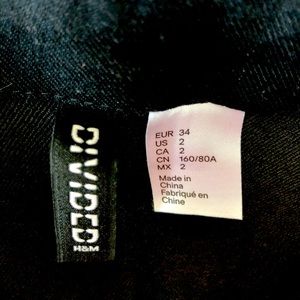 DIVIDED
H&M
EUR 34
US 2
CA 2
CN 160/80A
MX 2
Made in
China
Fabriqué en
Chine